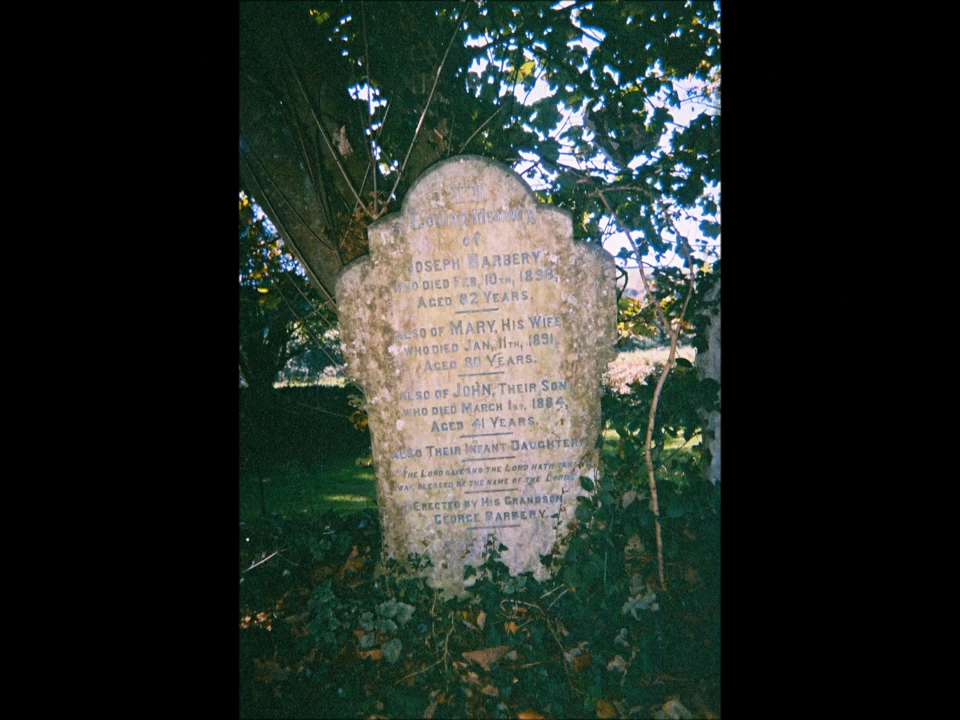 In
Loving Memory
of
JOSEPH BARBERY
WHO DIED FEB, 10TH, 1898,
AGED 82 YEARS.
ALSO OF MARY, HIS WIFE
WHO DIED JAN, 11TH, 1891,
AGED 80 YEARS.
ALSO OF JOHN, THEIR SON,
WHO DIED MARCH 1ST, 1884,
AGED 41 YEARS.
ALSO THEIR INFANT DAUGHTER,
"THE LORD GAVE AND THE LORD HATH
AWAY, BLESSED BE THE NAME OF THE LORD."
ERECTED BY HIS GRANDSON,
GEORGE BARBERY.